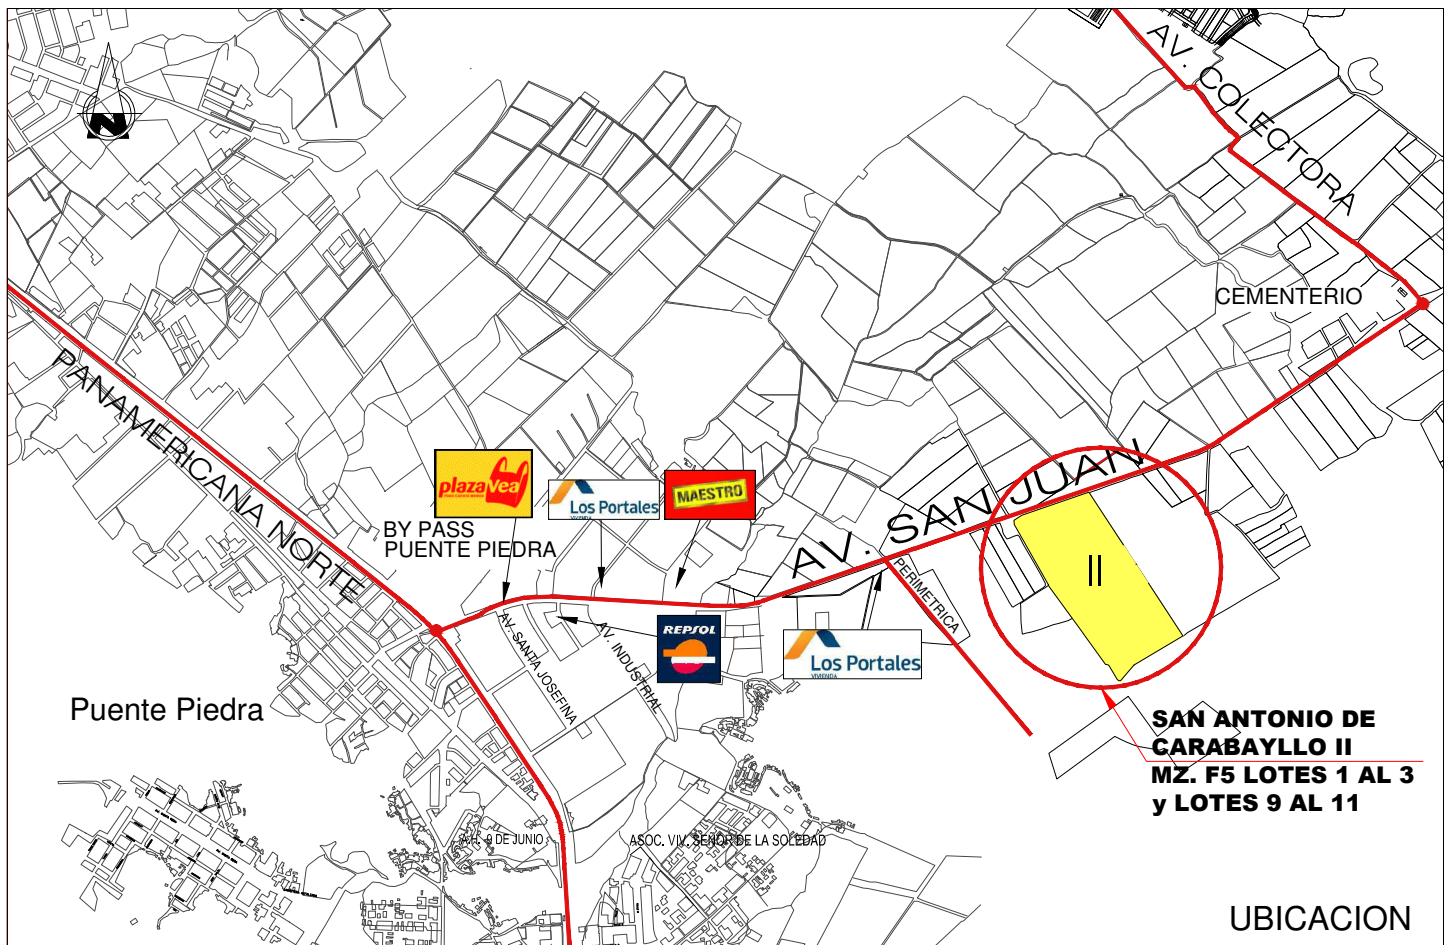 AV. COLECTORA
N
CEMENTERIO
PANAMERICANA NORTE
plaza Vea
Los Portales
VIVIENDA
MAESTRO
BY PASS
PUENTE PIEDRA
AV. SAN JUAN
II
PERIMETRICA
AV. SANTA JOSEFINA
AV. INDUSTRIAL
REPSOL
Los Portales
VIVIENDA
Puente Piedra
SAN ANTONIO DE
CARABAYLLO II
MZ. F5 LOTES 1 AL 3
y LOTES 9 AL 11
A.H. 9 DE JUNIO
ASOC. VIV. SEÑOR DE LA SOLEDAD
UBICACION